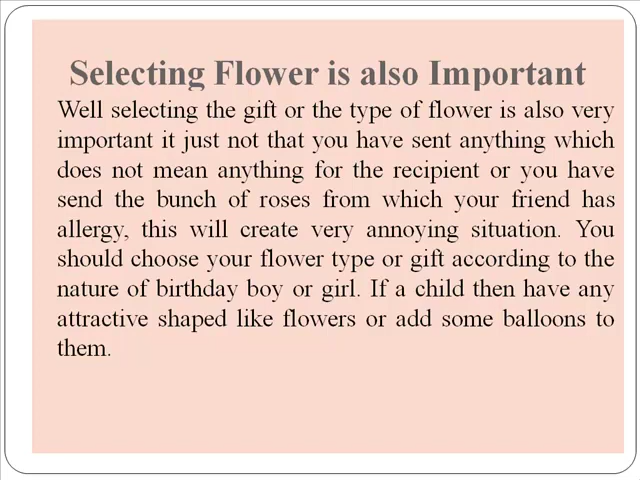 Selecting Flower is also Important
Well selecting the gift or the type of flower is also very
important it just not that you have sent anything which
does not mean anything for the recipient or you have
send the bunch of roses from which your friend has
allergy, this will create very annoying situation. You
should choose your flower type or gift according to the
nature of birthday boy or girl. If a child then have any
attractive shaped like flowers or add some balloons to
them.